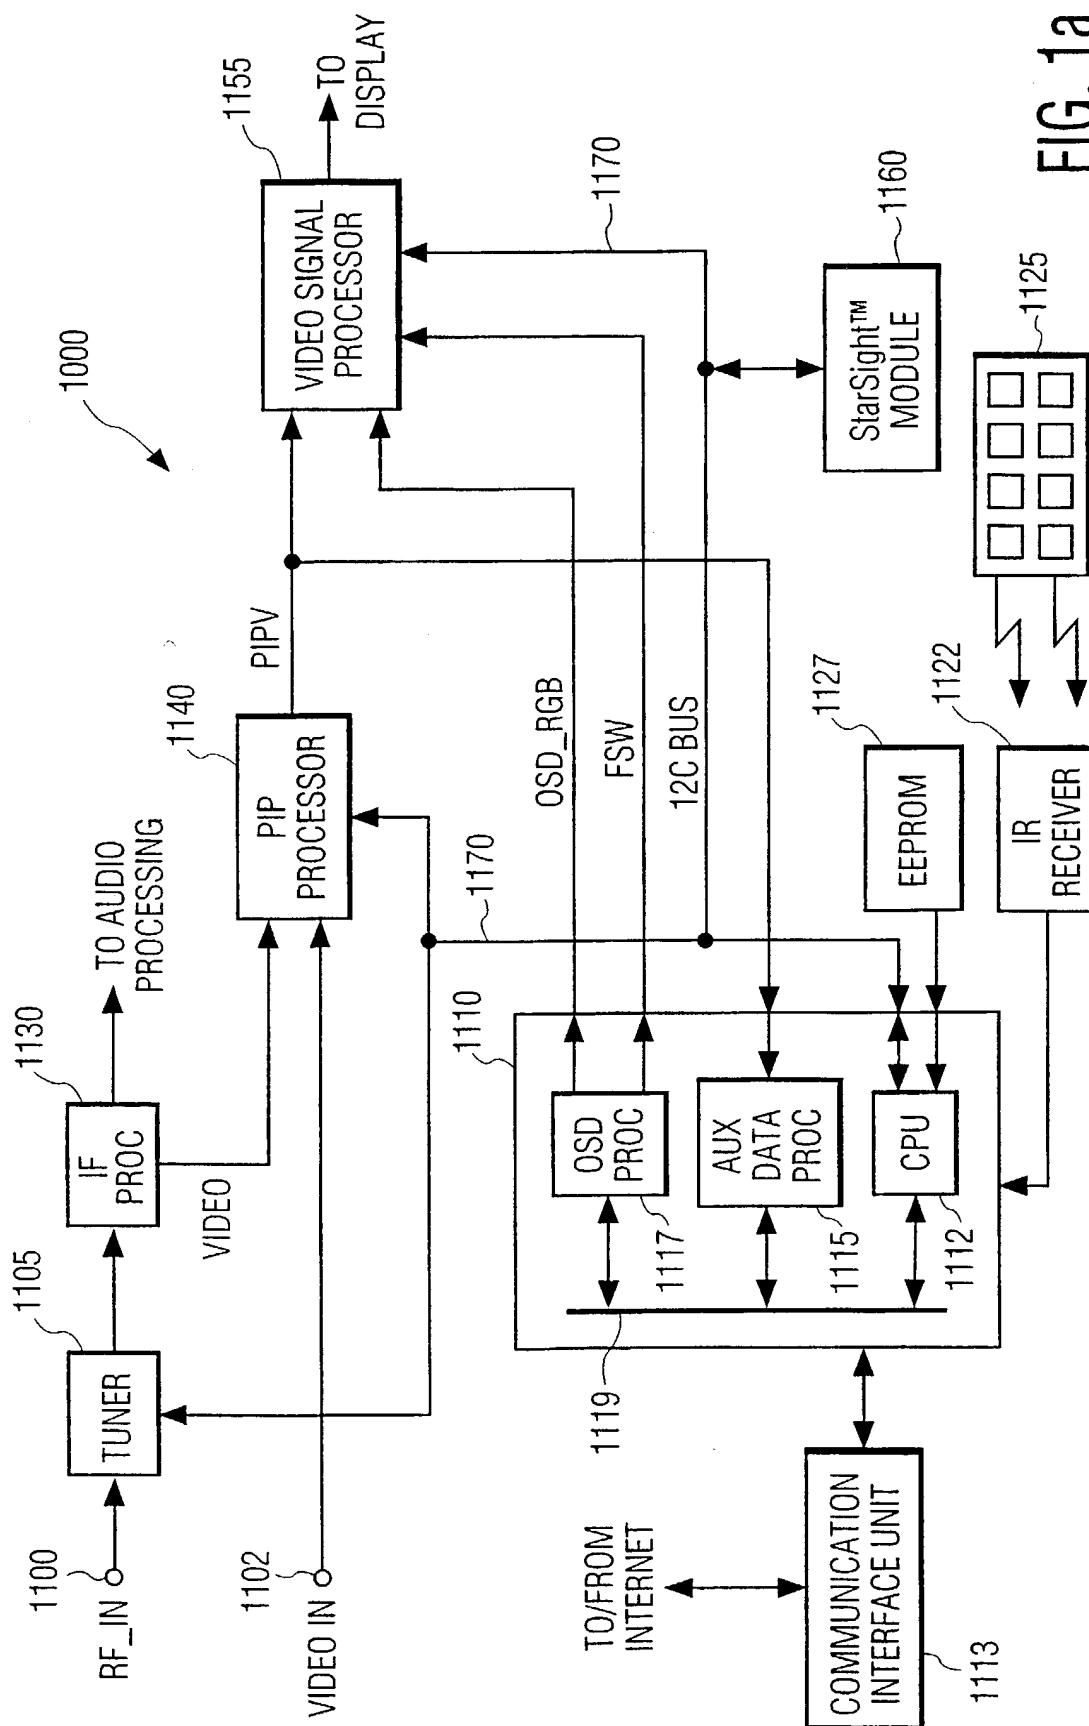 1000
RF_IN
1100
TUNER
1105
IF
PROC
1130
TO AUDIO
PROCESSING
VIDEO
VIDEO IN
1102
PIP
PROCESSOR
1140
PIPV
VIDEO SIGNAL
PROCESSOR
1155
TO
DISPLAY
1170
OSD_RGB
FSW
12C BUS
1170
1110
OSD
PROC
1117
AUX
DATA
PROC
1115
CPU
1112
1119
TO/FROM
INTERNET
COMMUNICATION
INTERFACE UNIT
1113
EEPROM
1127
IR
RECEIVER
1122
StarSight™
MODULE
1160
1125
FIG. 1a